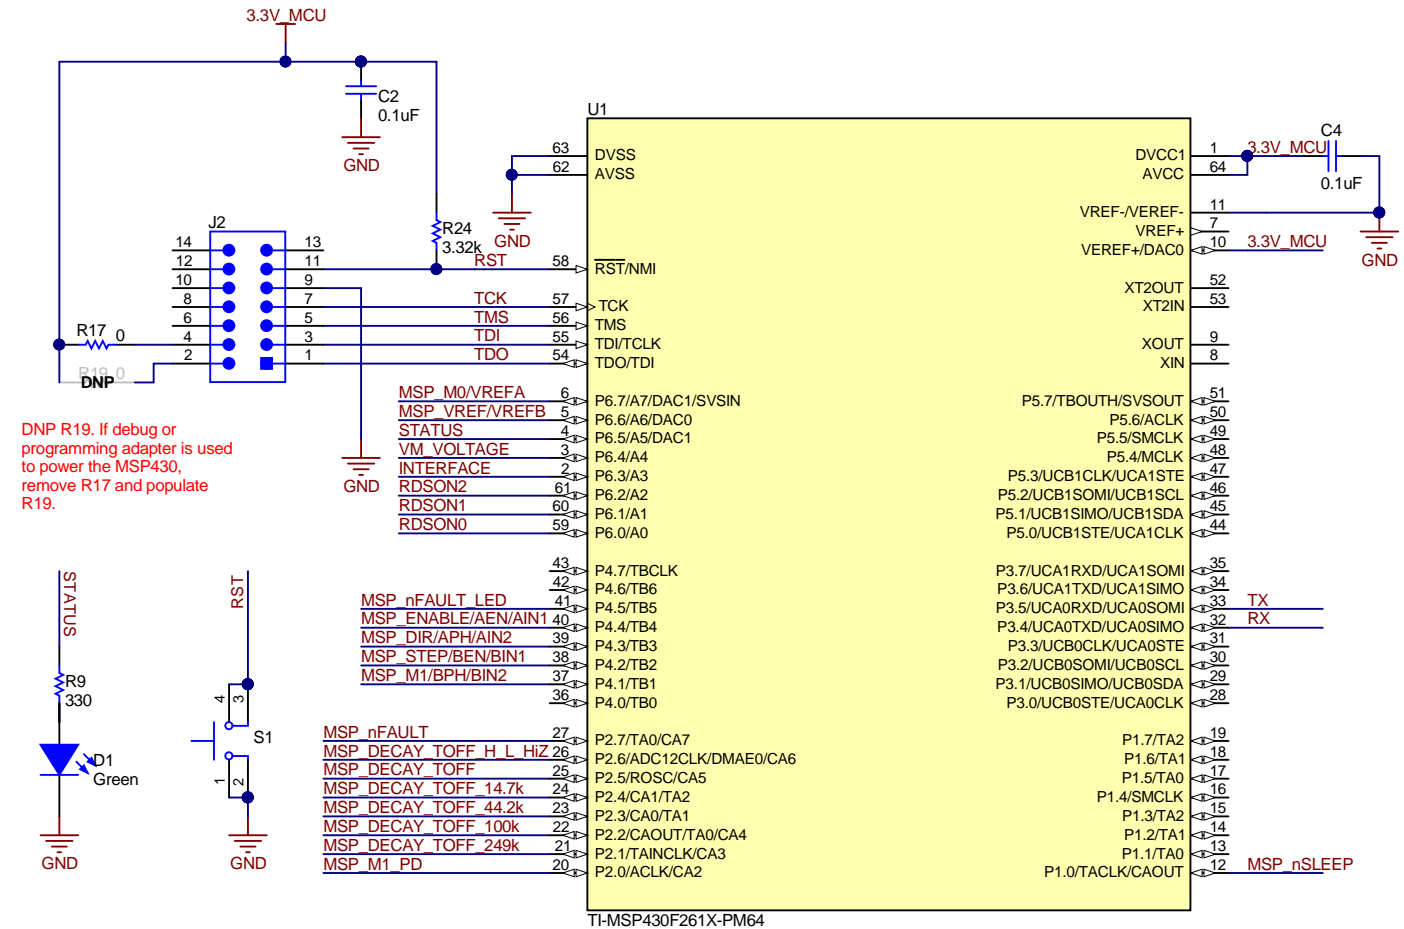 3.3V_MCU
C2
0.1uF
GND
R24
3.32k
J2
14 13
12 11
10 9
8 7
6 5
4 3
2 1
R17 0
R19 0
DNP
RST
TCK
TMS
TDI
TDO
GND
GND
DNP R19. If debug or
programming adapter is used
to power the MSP430,
remove R17 and populate
R19.
STATUS
R9
330
D1
Green
GND
RST
4 3
S1
1 2
GND
U1
63 DVSS
62 AVSS
58 RST/NMI
57 TCK
56 TMS
55 TDI/TCLK
54 TDO/TDI
MSP_M0/VREFA 6 P6.7/A7/DAC1/SVSIN
MSP_VREF/VREFB 5 P6.6/A6/DAC0
STATUS 4 P6.5/A5/DAC1
VM_VOLTAGE 3 P6.4/A4
INTERFACE 2 P6.3/A3
RDSON2 61 P6.2/A2
RDSON1 60 P6.1/A1
RDSON0 59 P6.0/A0
43 P4.7/TBCLK
42 P4.6/TB6
MSP_nFAULT_LED 41 P4.5/TB5
MSP_ENABLE/AEN/AIN1 40 P4.4/TB4
MSP_DIR/APH/AIN2 39 P4.3/TB3
MSP_STEP/BEN/BIN1 38 P4.2/TB2
MSP_M1/BPH/BIN2 37 P4.1/TB1
36 P4.0/TB0
MSP_nFAULT 27 P2.7/TA0/CA7
MSP_DECAY_TOFF_H_L_HiZ 26 P2.6/ADC12CLK/DMAE0/CA6
MSP_DECAY_TOFF 25 P2.5/ROSC/CA5
MSP_DECAY_TOFF_14.7k 24 P2.4/CA1/TA2
MSP_DECAY_TOFF_44.2k 23 P2.3/CA0/TA1
MSP_DECAY_TOFF_100k 22 P2.2/CAOUT/TA0/CA4
MSP_DECAY_TOFF_249k 21 P2.1/TAINCLK/CA3
MSP_M1_PD 20 P2.0/ACLK/CA2
DVCC1 1 3.3V_MCU
AVCC 64
C4
0.1uF
VREF-/VEREF- 11
VREF+ 7
VEREF+/DAC0 10 3.3V_MCU
GND
XT2OUT 52
XT2IN 53
XOUT 9
XIN 8
P5.7/TBOUTH/SVSOUT 51
P5.6/ACLK 50
P5.5/SMCLK 49
P5.4/MCLK 48
P5.3/UCB1CLK/UCA1STE 47
P5.2/UCB1SOMI/UCB1SCL 46
P5.1/UCB1SIMO/UCB1SDA 45
P5.0/UCB1STE/UCA1CLK 44
P3.7/UCA1RXD/UCA1SOMI 35
P3.6/UCA1TXD/UCA1SIMO 34
P3.5/UCA0RXD/UCA0SOMI 33 TX
P3.4/UCA0TXD/UCA0SIMO 32 RX
P3.3/UCB0CLK/UCA0STE 31
P3.2/UCB0SOMI/UCB0SCL 30
P3.1/UCB0SIMO/UCB0SDA 29
P3.0/UCB0STE/UCA0CLK 28
P1.7/TA2 19
P1.6/TA1 18
P1.5/TA0 17
P1.4/SMCLK 16
P1.3/TA2 15
P1.2/TA1 14
P1.1/TA0 13
P1.0/TACLK/CAOUT 12 MSP_nSLEEP
TI-MSP430F261X-PM64